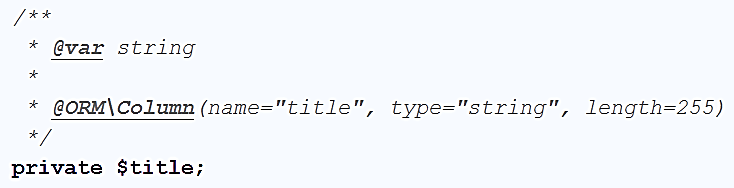 /**
 * @var string
 *
 * @ORM\Column(name="title", type="string", length=255)
 */
private $title;